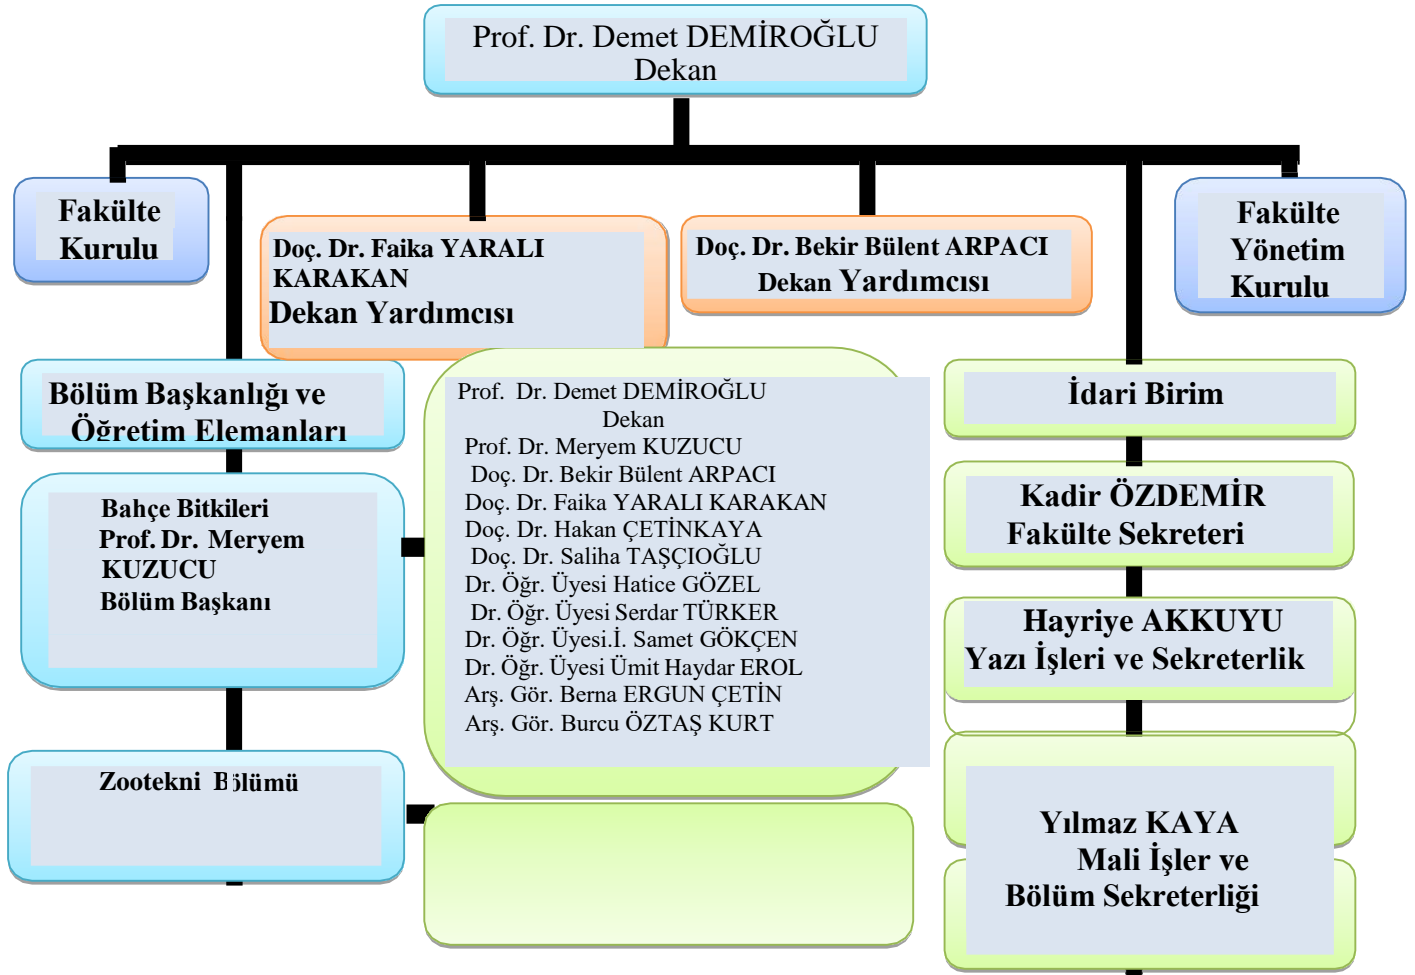 Prof. Dr. Demet DEMİROĞLU
Dekan
Fakülte
Kurulu
Doç. Dr. Faika YARALI
KARAKAN
Dekan Yardımcısı
Doç. Dr. Bekir Bülent ARPACI
Dekan Yardımcısı
Fakülte
Yönetim
Kurulu
Bölüm Başkanlığı ve
Öğretim Elemanları
Bahçe Bitkileri
Prof. Dr. Meryem
KUZUCU
Bölüm Başkanı
Prof. Dr. Demet DEMİROĞLU
Dekan
Prof. Dr. Meryem KUZUCU
Doç. Dr. Bekir Bülent ARPACI
Doç. Dr. Faika YARALI KARAKAN
Doç. Dr. Hakan ÇETİNKAYA
Doç. Dr. Saliha TAŞÇIOĞLU
Dr. Öğr. Üyesi Hatice GÖZEL
Dr. Öğr. Üyesi Serdar TÜRKER
Dr. Öğr. Üyesi.İ. Samet GÖKÇEN
Dr. Öğr. Üyesi Ümit Haydar EROL
Arş. Gör. Berna ERGUN ÇETİN
Arş. Gör. Burcu ÖZTAŞ KURT
Zootekni Bölümü
İdari Birim
Kadir ÖZDEMİR
Fakülte Sekreteri
Hayriye AKKUYU
Yazı İşleri ve Sekreterlik
Yılmaz KAYA
Mali İşler ve
Bölüm Sekreterliği